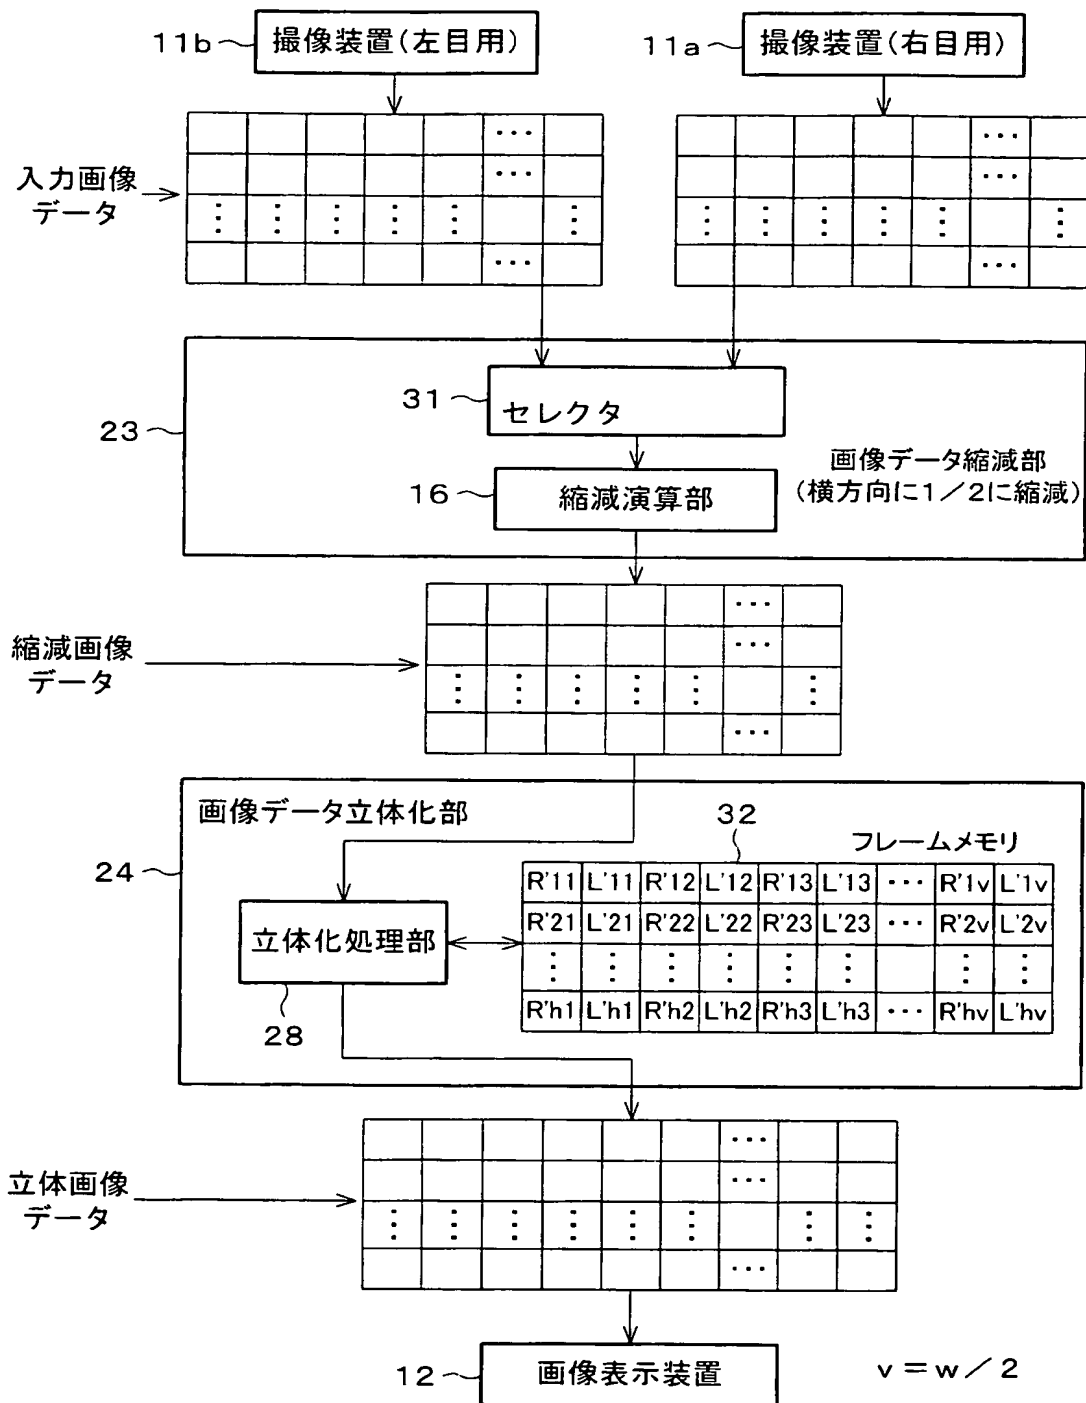 11b 撮像装置(左目用)
11a 撮像装置(右目用)
… …
入力画像
データ
… …
⋮ ⋮ ⋮ ⋮ ⋮ ⋮ ⋮ ⋮ ⋮ ⋮ ⋮ ⋮
… …
31 セレクタ
23
画像データ縮減部
(横方向に1/2に縮減)
16 縮減演算部
…
縮減画像
データ
…
⋮ ⋮ ⋮ ⋮ ⋮ ⋮
…
画像データ立体化部
32
フレームメモリ
24
R'11 L'11 R'12 L'12 R'13 L'13 … R'1v L'1v
R'21 L'21 R'22 L'22 R'23 L'23 … R'2v L'2v
⋮ ⋮ ⋮ ⋮ ⋮ ⋮ ⋮ ⋮
R'h1 L'h1 R'h2 L'h2 R'h3 L'h3 … R'hv L'hv
立体化処理部
28
…
立体画像
データ
…
⋮ ⋮ ⋮ ⋮ ⋮ ⋮ ⋮ ⋮
…
12 画像表示装置
v=w/2